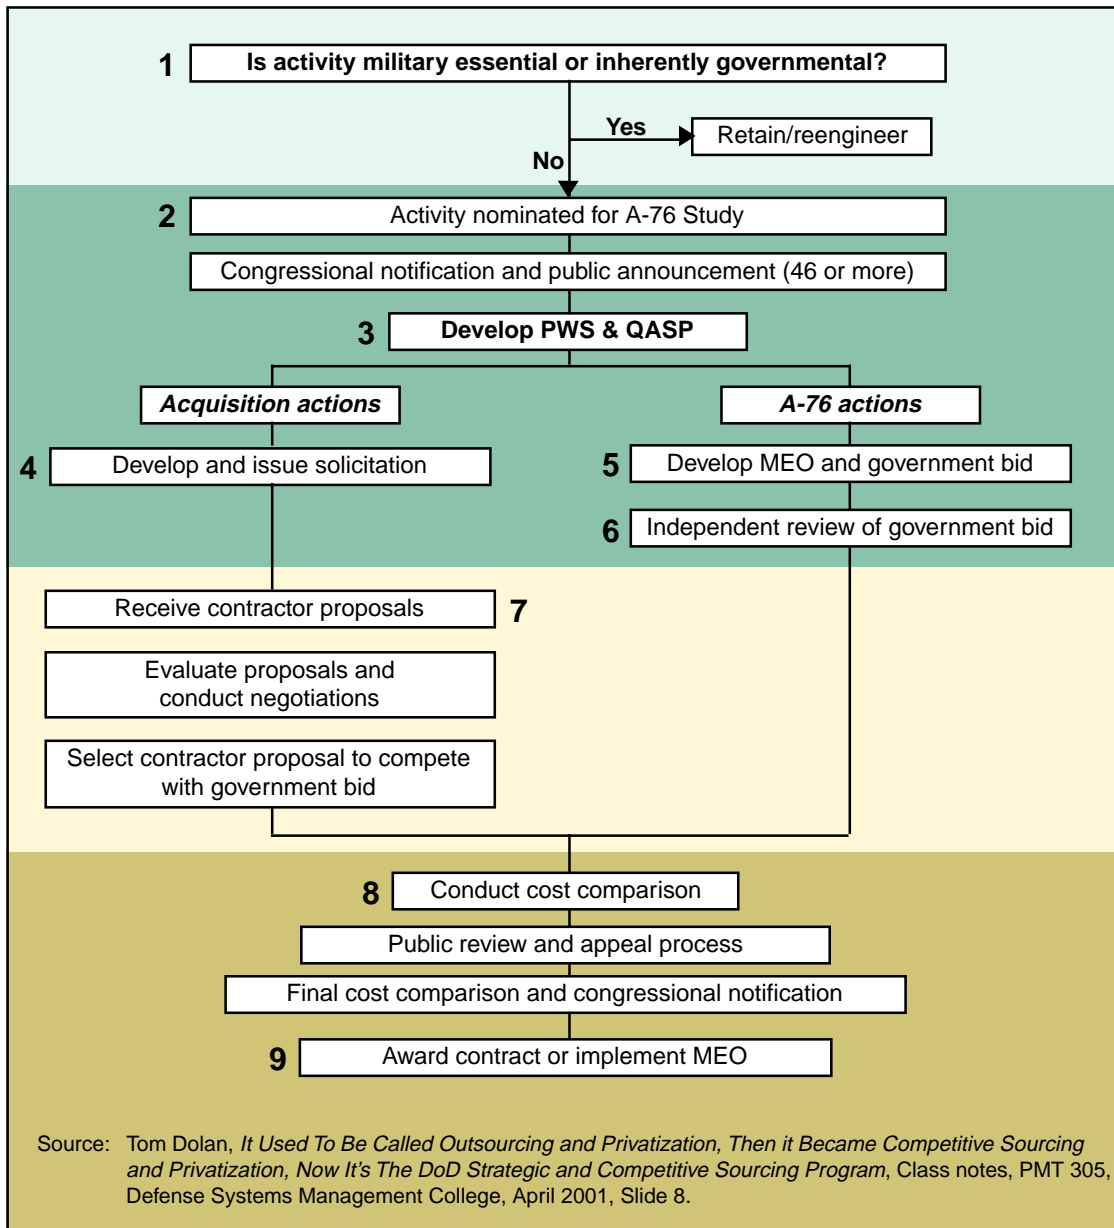 1 Is activity military essential or inherently governmental?
Yes
Retain/reengineer
No
2 Activity nominated for A-76 Study
Congressional notification and public announcement (46 or more)
3 Develop PWS & QASP
Acquisition actions
A-76 actions
4 Develop and issue solicitation
5 Develop MEO and government bid
6 Independent review of government bid
Receive contractor proposals 7
Evaluate proposals and
conduct negotiations
Select contractor proposal to compete
with government bid
8 Conduct cost comparison
Public review and appeal process
Final cost comparison and congressional notification
9 Award contract or implement MEO
Source: Tom Dolan, It Used To Be Called Outsourcing and Privatization, Then it Became Competitive Sourcing
and Privatization, Now It's The DoD Strategic and Competitive Sourcing Program, Class notes, PMT 305,
Defense Systems Management College, April 2001, Slide 8.